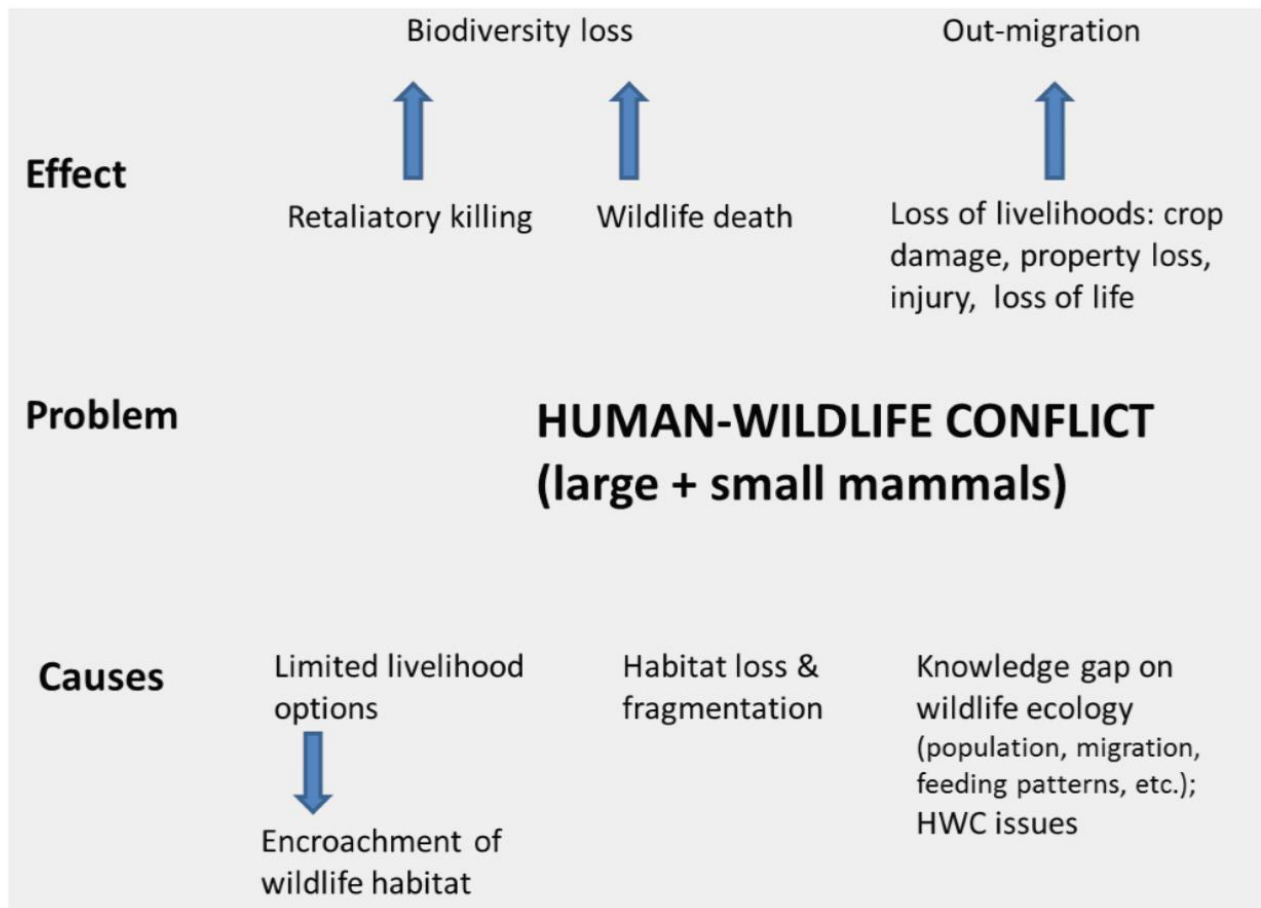 Biodiversity loss
Out-migration
Effect
Retaliatory killing
Wildlife death
Loss of livelihoods: crop
damage, property loss,
injury, loss of life
Problem
HUMAN-WILDLIFE CONFLICT
(large + small mammals)
Causes
Limited livelihood
options
Encroachment of
wildlife habitat
Habitat loss &
fragmentation
Knowledge gap on
wildlife ecology
(population, migration,
feeding patterns, etc.);
HWC issues